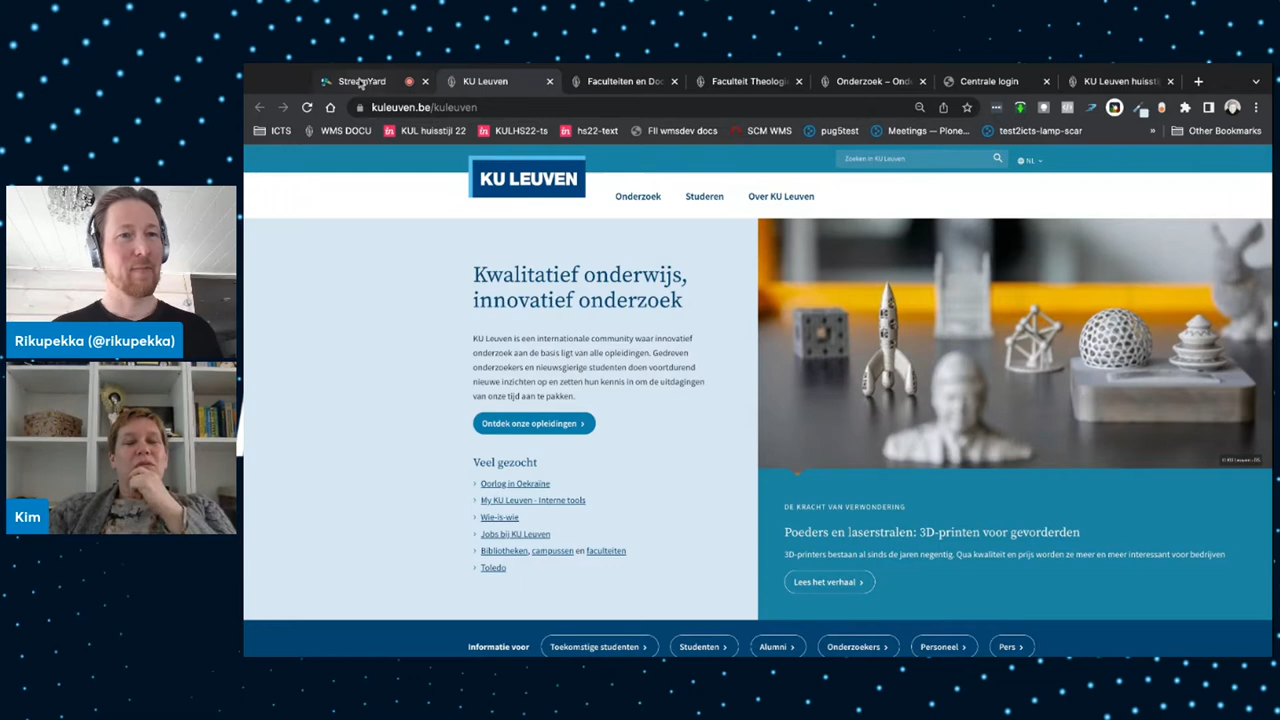 StreamYard
KU Leuven
Faculteiten en Doc
Faculteit Theologi
Onderzoek – Ond
Centrale login
KU Leuven huissti
kuleuven.be/kuleuven
ICTS
WMS DOCU
KUL huisstijl 22
KULHS22-ts
hs22-text
FII wmsdev docs
SCM WMS
pug5test
Meetings — Plone...
test2icts-lamp-scar
»
Other Bookmarks
Zoeken in KU Leuven
NL
KU LEUVEN
Onderzoek
Studeren
Over KU Leuven
Kwalitatief onderwijs,
innovatief onderzoek
KU Leuven is een internationale community waar innovatief
onderzoek aan de basis ligt van alle opleidingen. Gedreven
onderzoekers en nieuwsgierige studenten doen voortdurend
nieuwe inzichten op en zetten hun kennis in om de uitdagingen
van onze tijd aan te pakken.
Ontdek onze opleidingen ›
Veel gezocht
› Oorlog in Oekraïne
› My KU Leuven - Interne tools
› Wie-is-wie
› Jobs bij KU Leuven
› Bibliotheken, campussen en faculteiten
› Toledo
DE KRACHT VAN VERWONDERING
Poeders en laserstralen: 3D-printen voor gevorderden
3D-printers bestaan al sinds de jaren negentig. Qua kwaliteit en prijs worden ze meer en meer interessant voor bedrijven
Lees het verhaal ›
Informatie voor
Toekomstige studenten ›
Studenten ›
Alumni ›
Onderzoekers ›
Personeel ›
Pers ›
Rikupekka (@rikupekka)
Kim